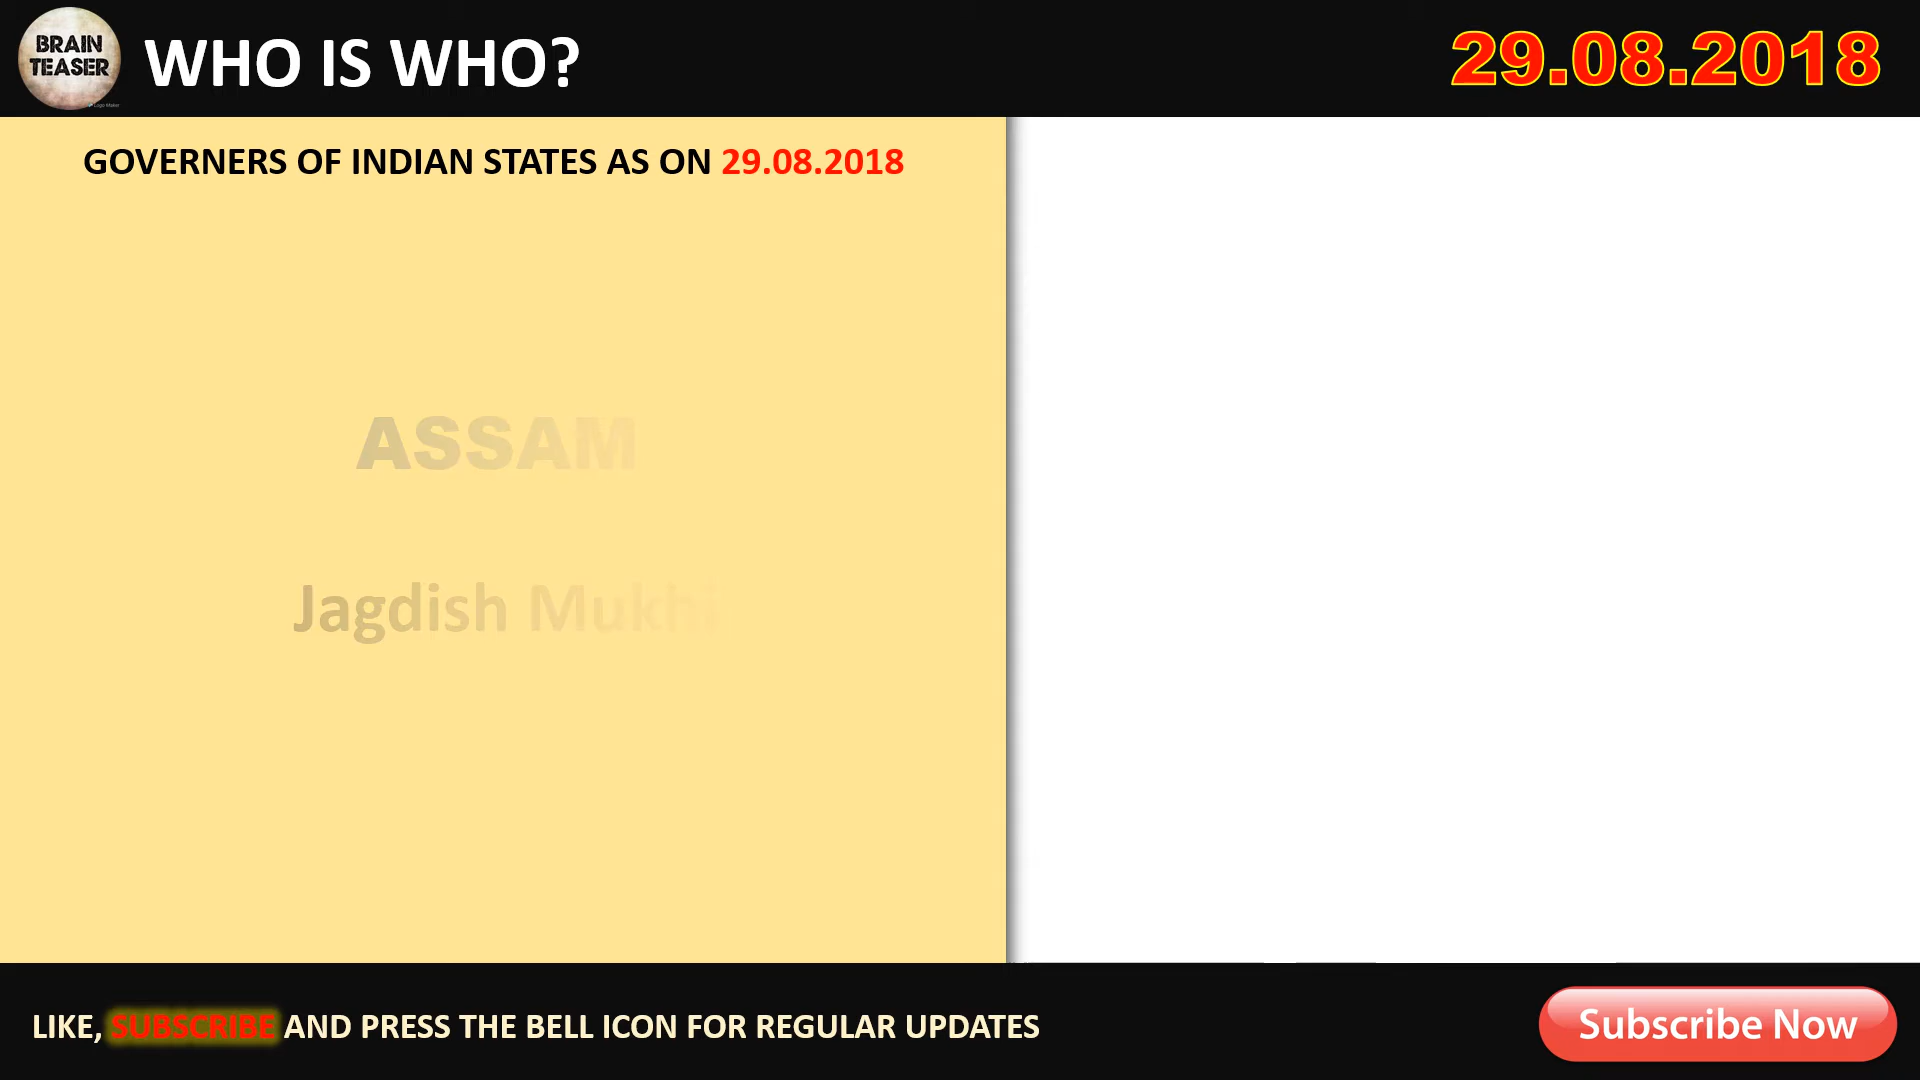 BRAIN
TEASER
WHO IS WHO?
29.08.2018
GOVERNERS OF INDIAN STATES AS ON 29.08.2018
ASSAM
Jagdish Mukhi
LIKE, SUBSCRIBE AND PRESS THE BELL ICON FOR REGULAR UPDATES
Subscribe Now